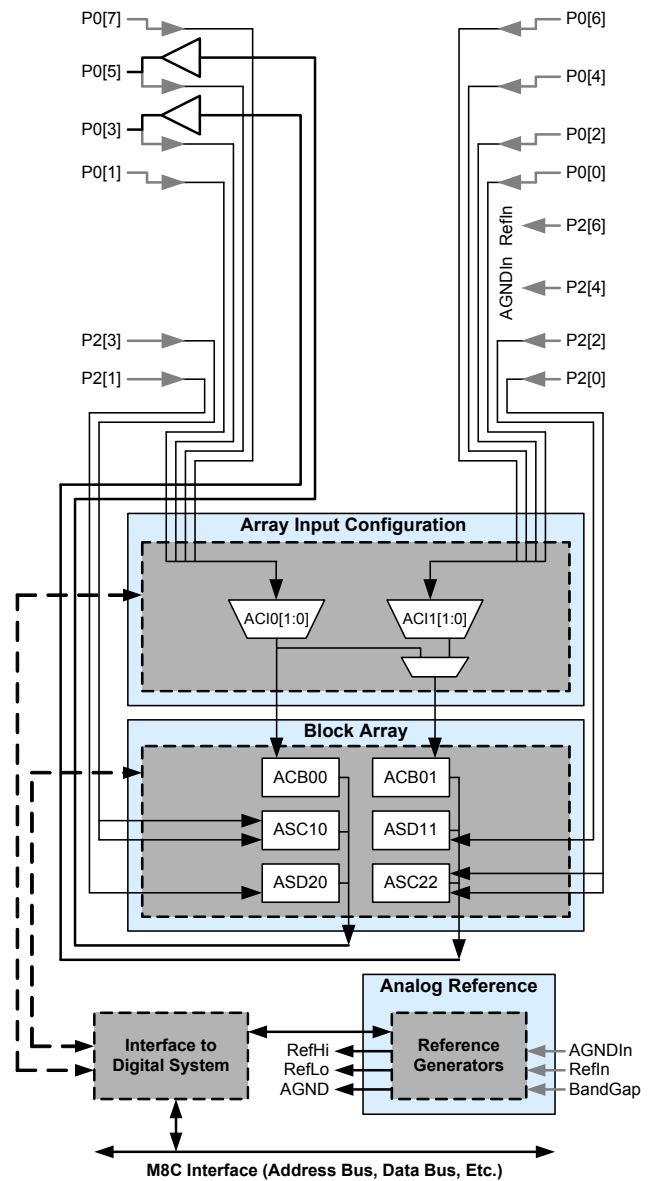 P0[7]
P0[6]
P0[5]
P0[4]
P0[3]
P0[2]
P0[1]
P0[0]
AGNDIn RefIn
P2[6]
P2[4]
P2[3]
P2[2]
P2[1]
P2[0]
Array Input Configuration
ACI0[1:0]
ACI1[1:0]
Block Array
ACB00
ACB01
ASC10
ASD11
ASD20
ASC22
Analog Reference
Interface to
Digital System
RefHi
RefLo
AGND
Reference
Generators
AGNDIn
RefIn
BandGap
M8C Interface (Address Bus, Data Bus, Etc.)